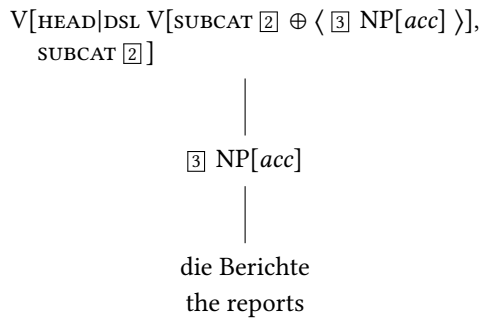 V[HEAD|DSL V[SUBCAT 2 ⊕ ⟨ 3 NP[acc] ⟩],
SUBCAT 2 ]
3 NP[acc]
die Berichte
the reports